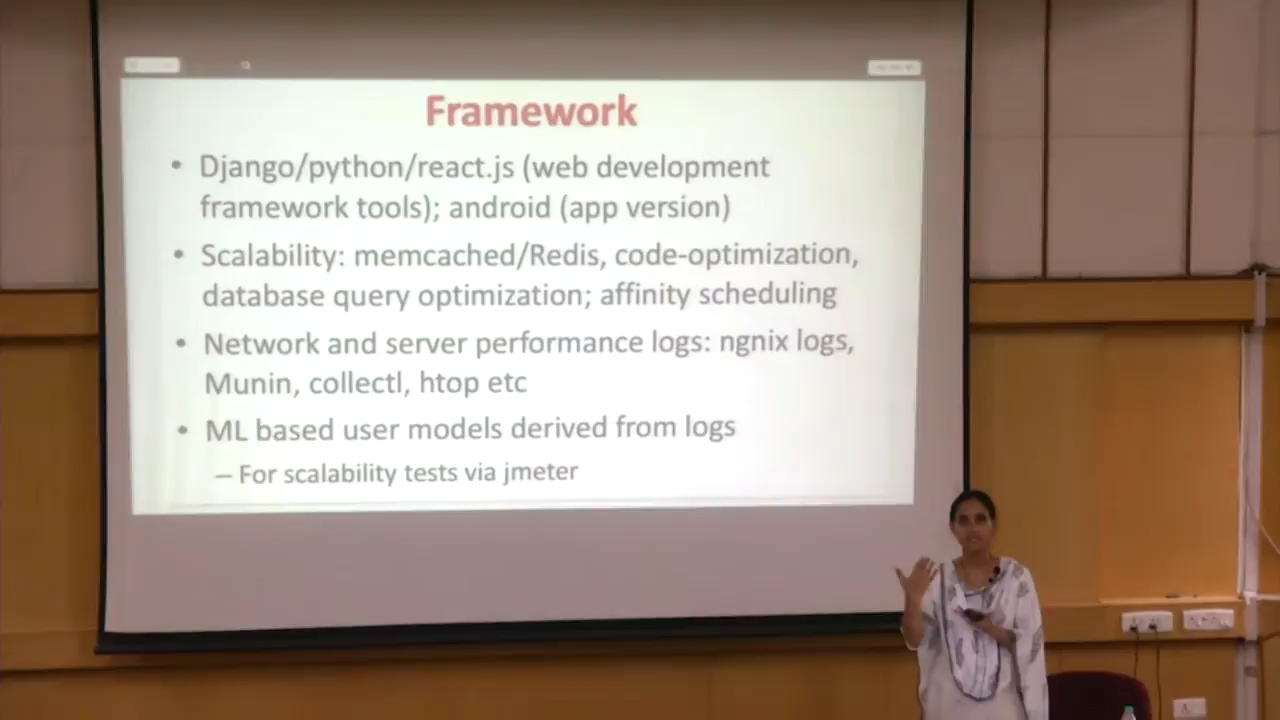 Framework
• Django/python/react.js (web development
framework tools); android (app version)
• Scalability: memcached/Redis, code-optimization,
database query optimization; affinity scheduling
• Network and server performance logs: ngnix logs,
Munin, collectl, htop etc
• ML based user models derived from logs
– For scalability tests via jmeter